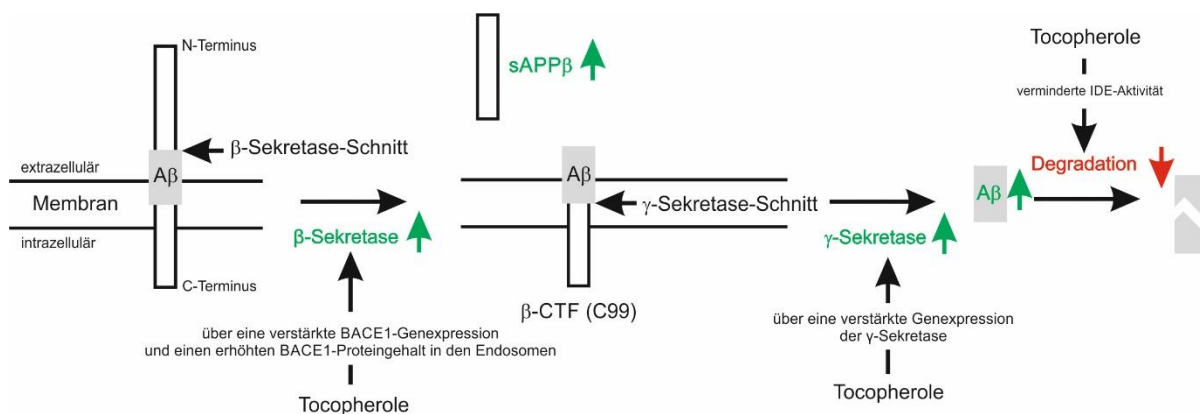 N-Terminus
β-Sekretase-Schnitt
extrazellulär
Aβ
Membran
intrazellulär
C-Terminus
β-Sekretase
über eine verstärkte BACE1-Genexpression
und einen erhöhten BACE1-Proteingehalt in den Endosomen
Tocopherole
sAPPβ
Aβ
γ-Sekretase-Schnitt
β-CTF (C99)
γ-Sekretase
über eine verstärkte Genexpression
der γ-Sekretase
Tocopherole
Tocopherole
verminderte IDE-Aktivität
Degradation
Aβ